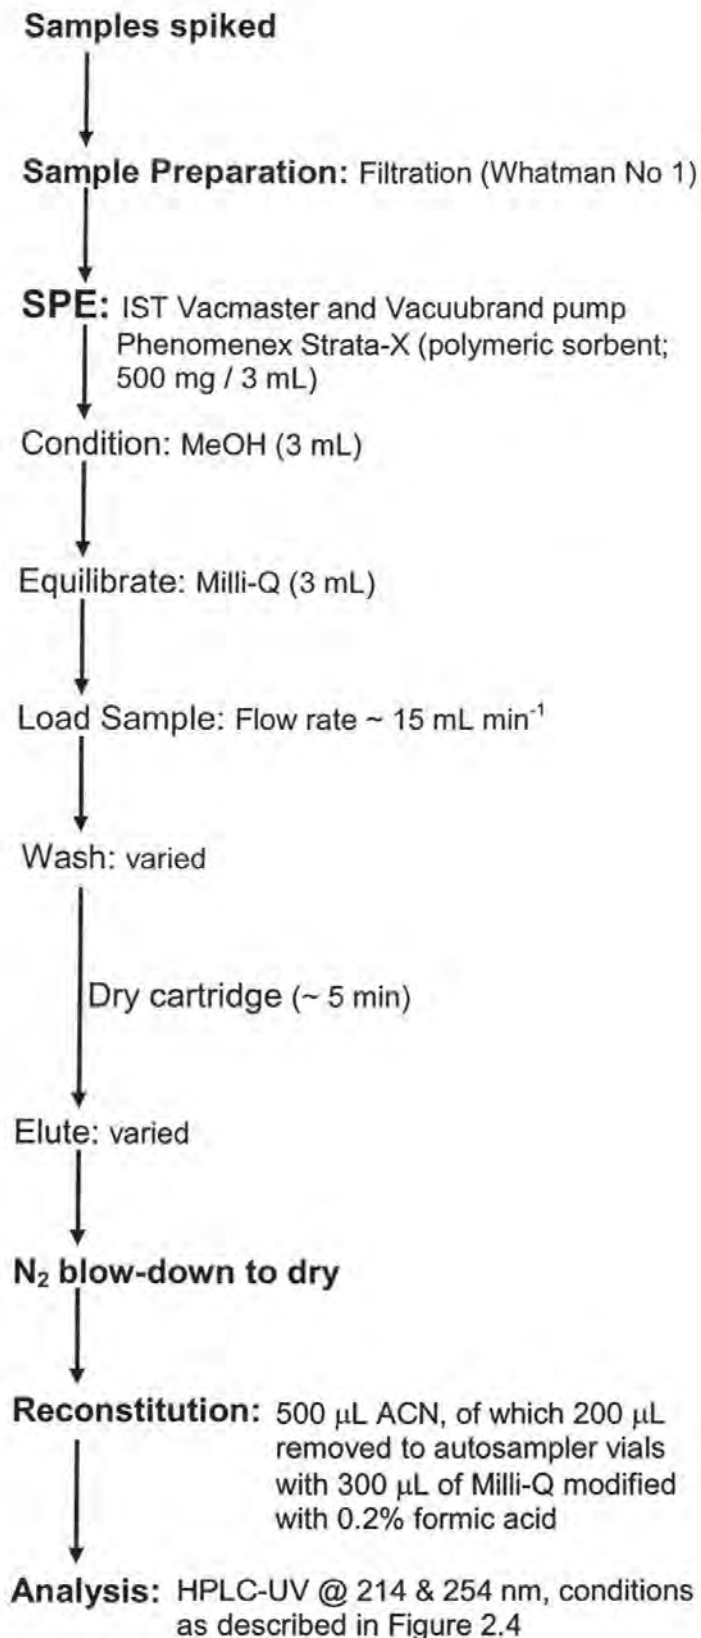 Samples spiked
Sample Preparation: Filtration (Whatman No 1)
SPE: IST Vacmaster and Vacuubrand pump
Phenomenex Strata-X (polymeric sorbent;
500 mg / 3 mL)
Condition: MeOH (3 mL)
Equilibrate: Milli-Q (3 mL)
Load Sample: Flow rate ~ 15 mL min⁻¹
Wash: varied
Dry cartridge (~ 5 min)
Elute: varied
N₂ blow-down to dry
Reconstitution: 500 μL ACN, of which 200 μL
removed to autosampler vials
with 300 μL of Milli-Q modified
with 0.2% formic acid
Analysis: HPLC-UV @ 214 & 254 nm, conditions
as described in Figure 2.4